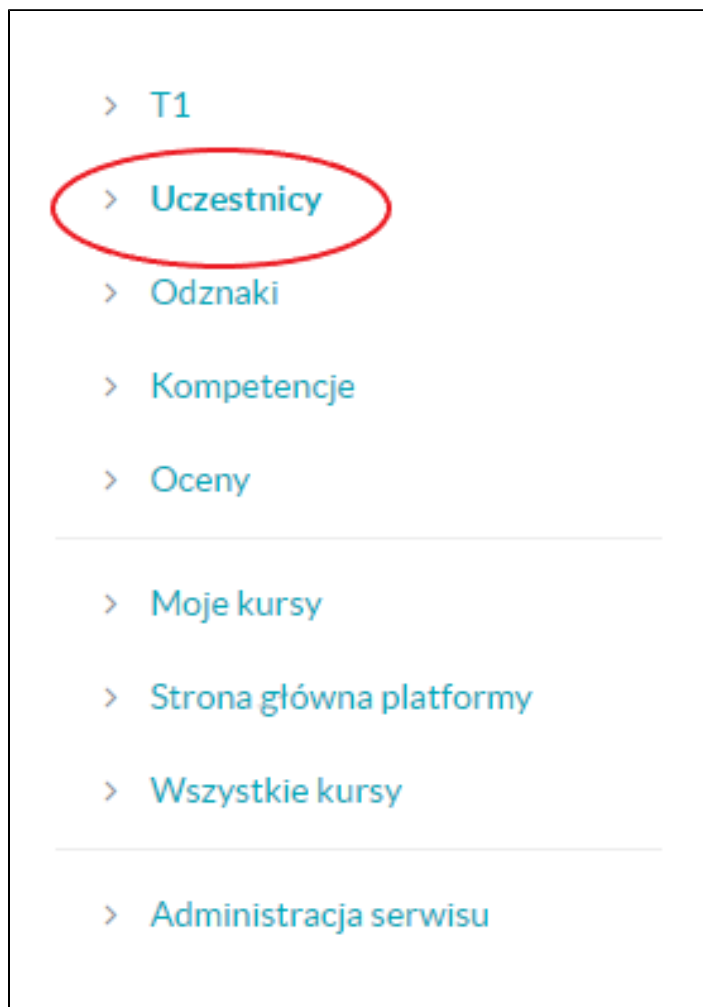 T1
Uczestnicy
Odznaki
Kompetencje
Oceny
Moje kursy
Strona główna platformy
Wszystkie kursy
Administracja serwisu